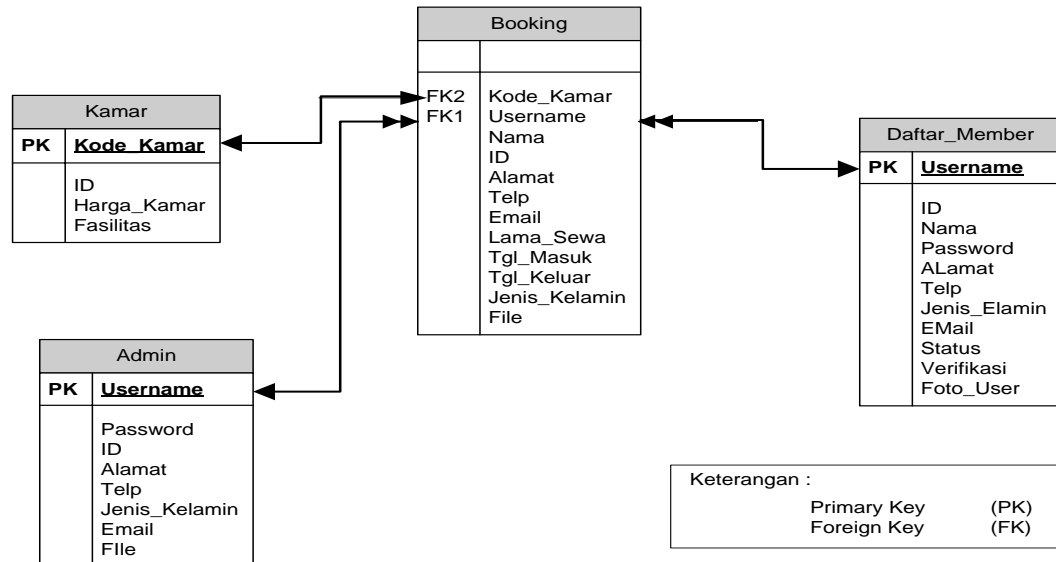 Booking
FK2 Kode_Kamar
FK1 Username
Nama
ID
Alamat
Telp
Email
Lama_Sewa
Tgl_Masuk
Tgl_Keluar
Jenis_Kelamin
File
Kamar
PK Kode_Kamar
ID
Harga_Kamar
Fasilitas
Daftar_Member
PK Username
ID
Nama
Password
ALamat
Telp
Jenis_Elamin
EMail
Status
Verifikasi
Foto_User
Admin
PK Username
Password
ID
Alamat
Telp
Jenis_Kelamin
Email
FIle
Keterangan :
Primary Key (PK)
Foreign Key (FK)